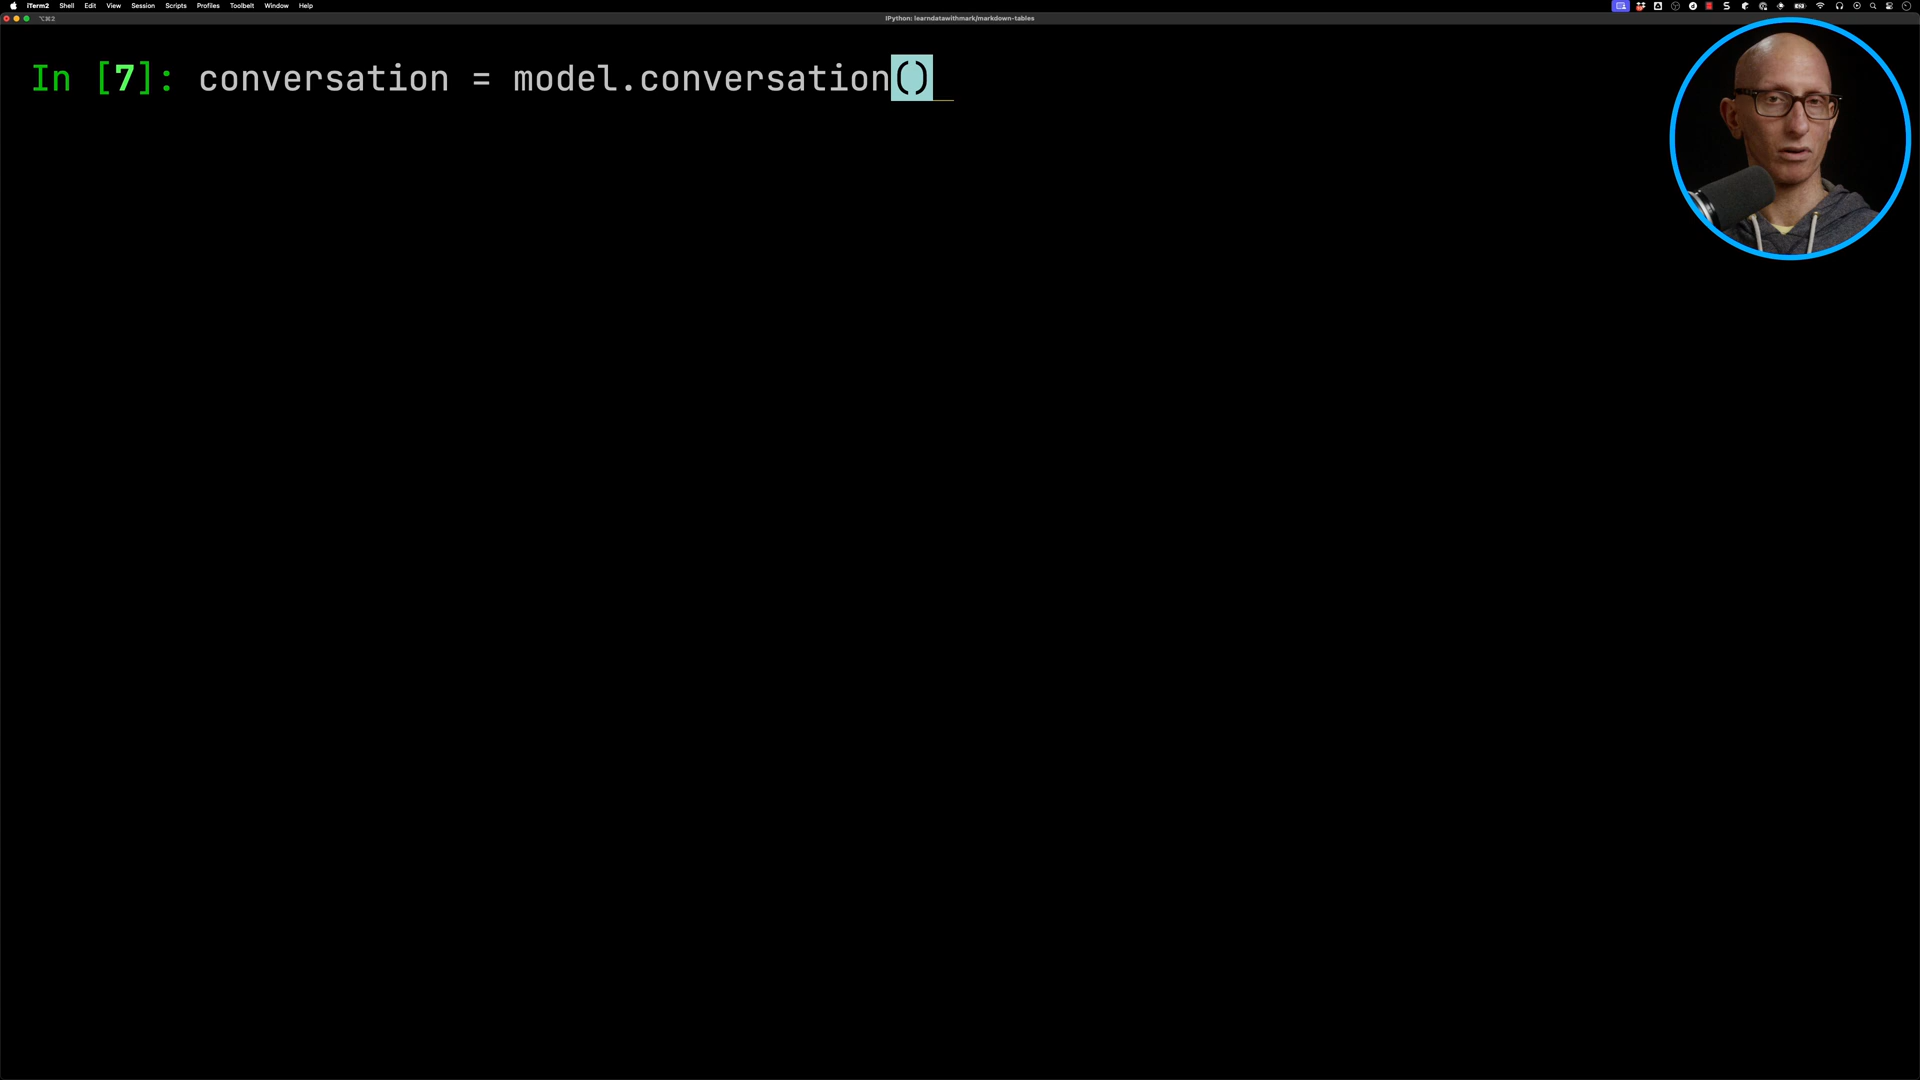 iTerm2 Shell Edit View Session Scripts Profiles Toolbelt Window Help
⌥⌘2 IPython: learndatawithmark/markdown-tables
In [7]: conversation = model.conversation()